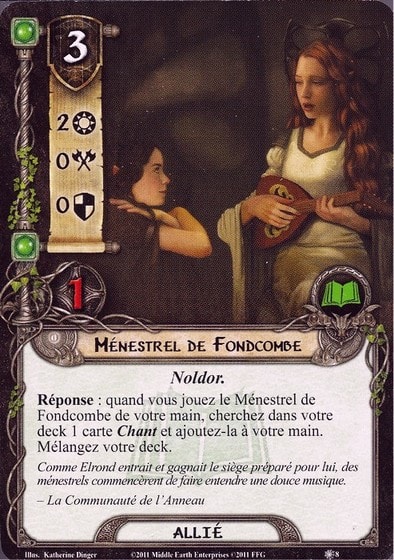 3
2
0
0
1
MÉNESTREL DE FONDCOMBE
Noldor.
Réponse : quand vous jouez le Ménestrel de
Fondcombe de votre main, cherchez dans votre
deck 1 carte Chant et ajoutez-la à votre main.
Mélangez votre deck.
Comme Elrond entrait et gagnait le siège préparé pour lui, des
ménestrels commencèrent de faire entendre une douce musique.
– La Communauté de l'Anneau
ALLIÉ
Illus. Katherine Dinger ©2011 Middle Earth Enterprises ©2011 FFG 8